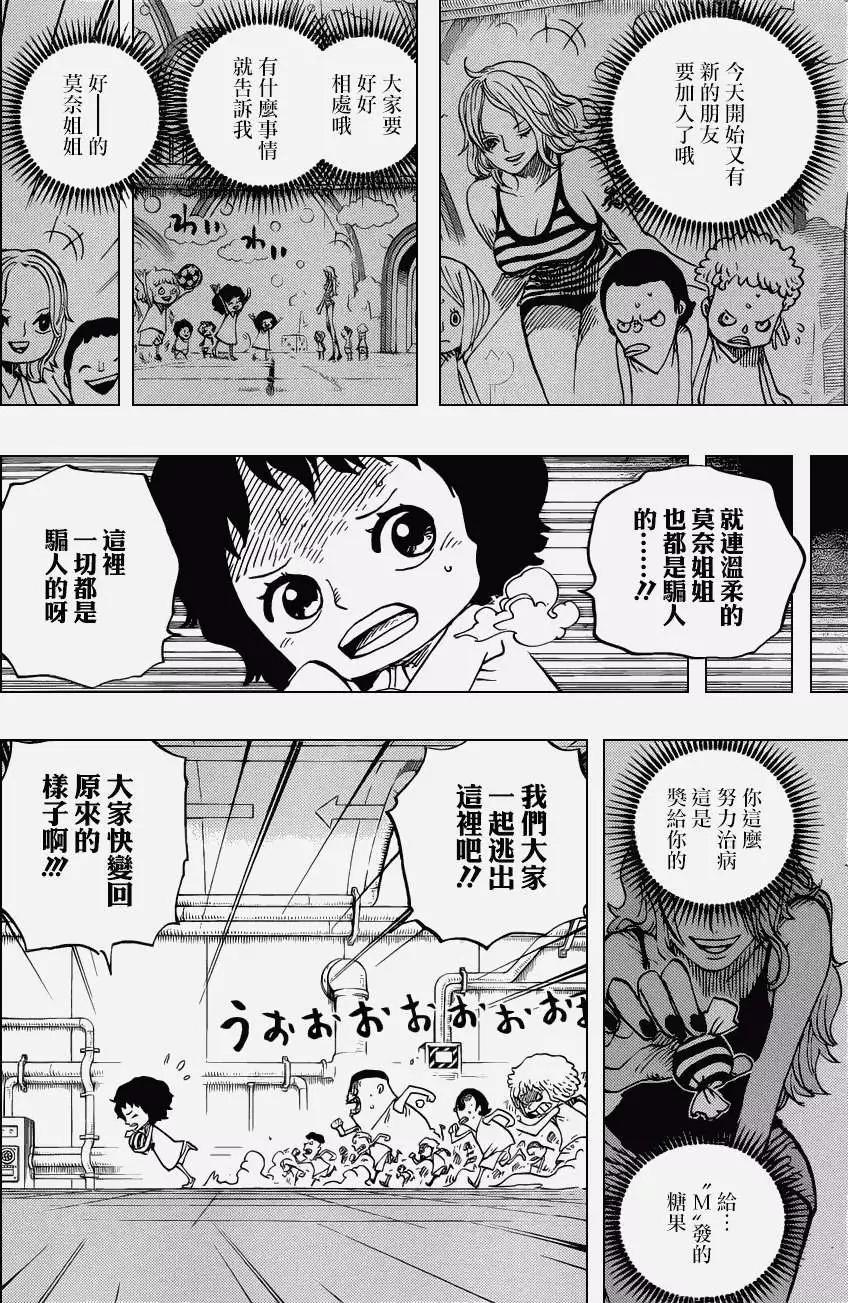 今天開始又有
新的朋友
要加入了哦
大家要
好好
相處哦
有什麼事情
就告訴我
わい
わぃ
好──的
莫奈姐姐
就連溫柔的
莫奈姐姐
也都是騙人
的……!!
這裡
一切都是
騙人的呀
你這麼
努力治病
這是
獎給你的
給…
"M"發的
糖果
我們大家
一起逃出
這裡吧!!
大家快變回
原來的
樣子啊!!!
うおぉぉおおぉおお